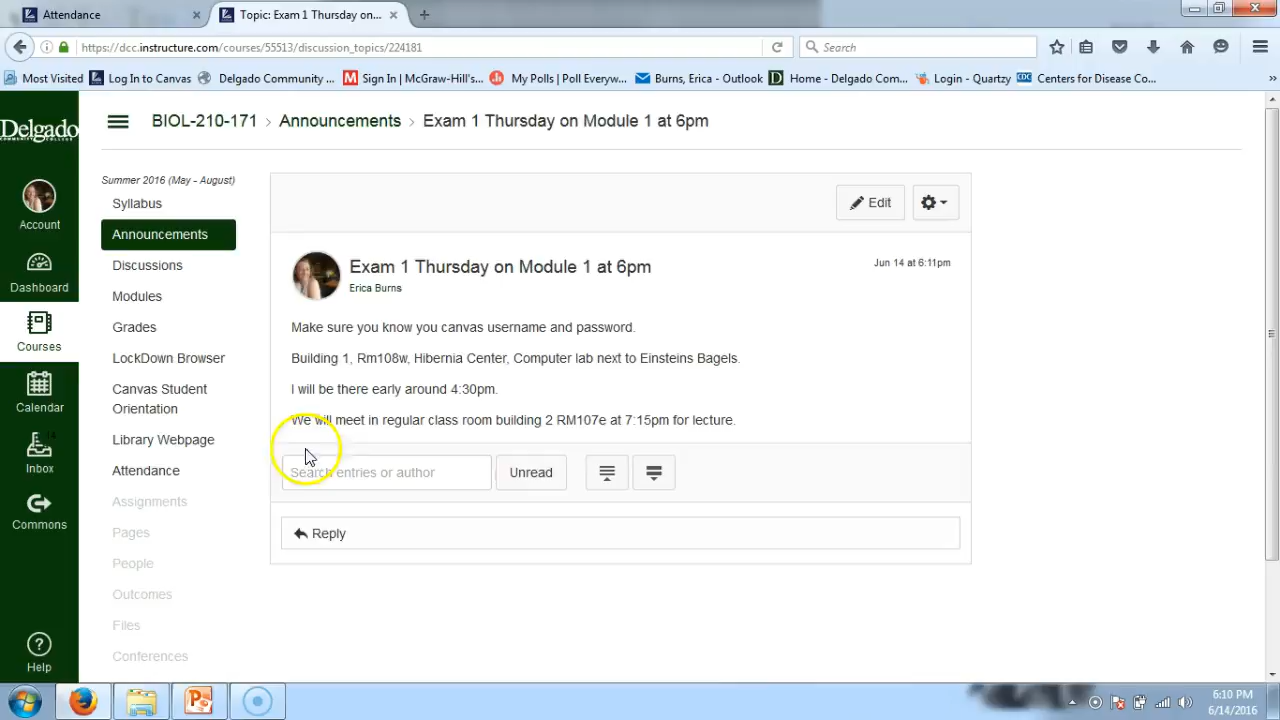 Attendance
Topic: Exam 1 Thursday on...
https://dcc.instructure.com/courses/55513/discussion_topics/224181
Search
Most Visited
Log In to Canvas
Delgado Community ...
Sign In | McGraw-Hill's...
My Polls | Poll Everyw...
Burns, Erica - Outlook
Home - Delgado Com...
Login - Quartzy
CDC
Centers for Disease Co...
Delgado
COMMUNITY COLLEGE
BIOL-210-171 > Announcements > Exam 1 Thursday on Module 1 at 6pm
Account
Dashboard
Courses
Calendar
14
Inbox
Commons
Help
Summer 2016 (May - August)
Syllabus
Announcements
Discussions
Modules
Grades
LockDown Browser
Canvas Student
Orientation
Library Webpage
Attendance
Assignments
Pages
People
Outcomes
Files
Conferences
Edit
Exam 1 Thursday on Module 1 at 6pm
Jun 14 at 6:11pm
Erica Burns
Make sure you know you canvas username and password.
Building 1, Rm108w, Hibernia Center, Computer lab next to Einsteins Bagels.
I will be there early around 4:30pm.
We will meet in regular class room building 2 RM107e at 7:15pm for lecture.
Search entries or author
Unread
Reply
6:10 PM
6/14/2016